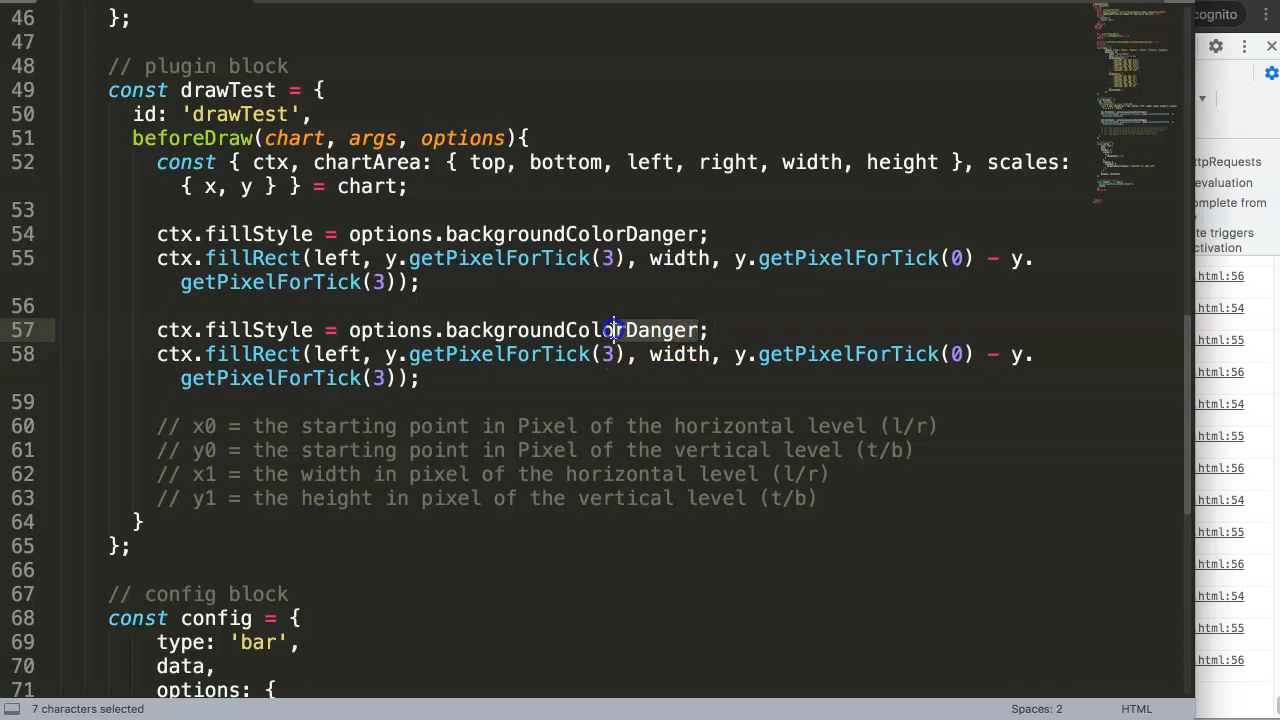 46 };
47
48 // plugin block
49 const drawTest = {
50 id: 'drawTest',
51 beforeDraw(chart, args, options){
52 const { ctx, chartArea: { top, bottom, left, right, width, height }, scales:
{ x, y } } = chart;
53
54 ctx.fillStyle = options.backgroundColorDanger;
55 ctx.fillRect(left, y.getPixelForTick(3), width, y.getPixelForTick(0) − y.
getPixelForTick(3));
56
57 ctx.fillStyle = options.backgroundColorDanger;
58 ctx.fillRect(left, y.getPixelForTick(3), width, y.getPixelForTick(0) − y.
getPixelForTick(3));
59
60 // x0 = the starting point in Pixel of the horizontal level (l/r)
61 // y0 = the starting point in Pixel of the vertical level (t/b)
62 // x1 = the width in pixel of the horizontal level (l/r)
63 // y1 = the height in pixel of the vertical level (t/b)
64 }
65 };
66
67 // config block
68 const config = {
69 type: 'bar',
70 data,
71 options: {
7 characters selected
Spaces: 2
HTML
cognito
ttpRequests
evaluation
omplete from
te triggers
ctivation
html:56
html:54
html:55
html:56
html:54
html:55
html:56
html:54
html:55
html:56
html:54
html:55
html:56